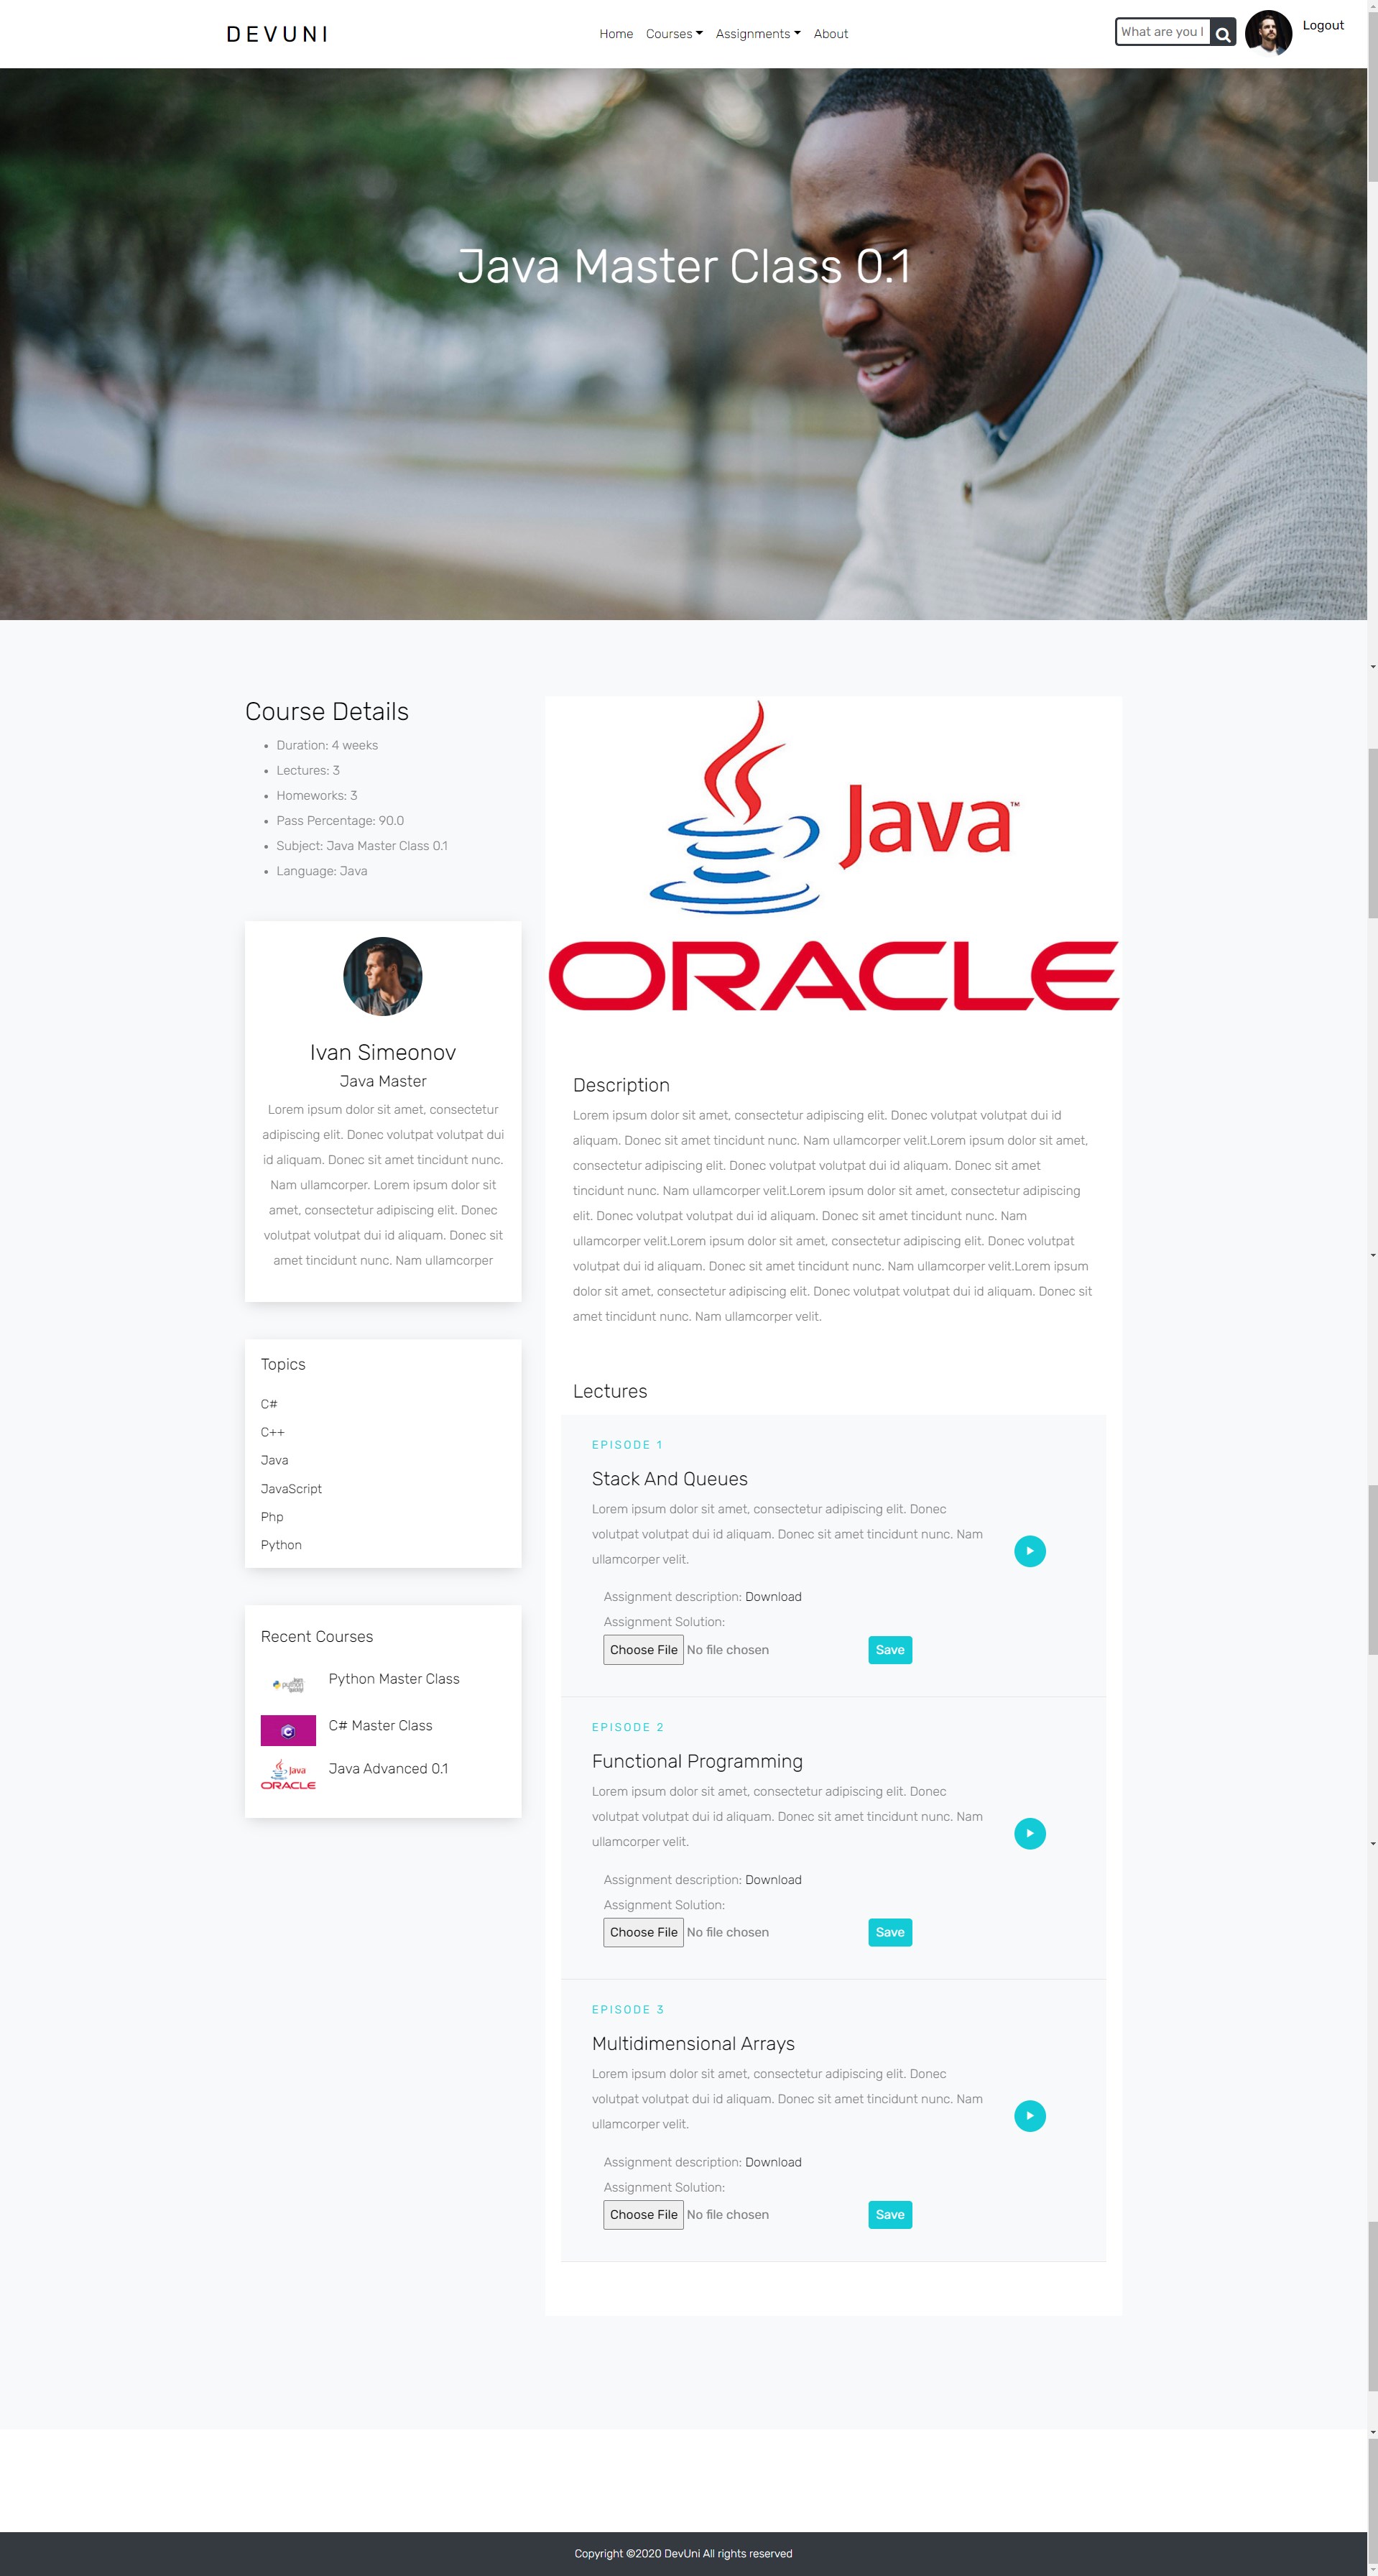 DEVUNI
Home Courses Assignments About
What are you l
Logout
Java Master Class 0.1
Course Details
Duration: 4 weeks
Lectures: 3
Homeworks: 3
Pass Percentage: 90.0
Subject: Java Master Class 0.1
Language: Java
Ivan Simeonov
Java Master
Lorem ipsum dolor sit amet, consectetur
adipiscing elit. Donec volutpat volutpat dui
id aliquam. Donec sit amet tincidunt nunc.
Nam ullamcorper. Lorem ipsum dolor sit
amet, consectetur adipiscing elit. Donec
volutpat volutpat dui id aliquam. Donec sit
amet tincidunt nunc. Nam ullamcorper
Topics
C#
C++
Java
JavaScript
Php
Python
Recent Courses
python
Python Master Class
C
C# Master Class
Java
ORACLE
Java Advanced 0.1
Java™
ORACLE
Description
Lorem ipsum dolor sit amet, consectetur adipiscing elit. Donec volutpat volutpat dui id
aliquam. Donec sit amet tincidunt nunc. Nam ullamcorper velit.Lorem ipsum dolor sit amet,
consectetur adipiscing elit. Donec volutpat volutpat dui id aliquam. Donec sit amet
tincidunt nunc. Nam ullamcorper velit.Lorem ipsum dolor sit amet, consectetur adipiscing
elit. Donec volutpat volutpat dui id aliquam. Donec sit amet tincidunt nunc. Nam
ullamcorper velit.Lorem ipsum dolor sit amet, consectetur adipiscing elit. Donec volutpat
volutpat dui id aliquam. Donec sit amet tincidunt nunc. Nam ullamcorper velit.Lorem ipsum
dolor sit amet, consectetur adipiscing elit. Donec volutpat volutpat dui id aliquam. Donec sit
amet tincidunt nunc. Nam ullamcorper velit.
Lectures
EPISODE 1
Stack And Queues
Lorem ipsum dolor sit amet, consectetur adipiscing elit. Donec
volutpat volutpat dui id aliquam. Donec sit amet tincidunt nunc. Nam
ullamcorper velit.
Assignment description: Download
Assignment Solution:
Choose File No file chosen Save
EPISODE 2
Functional Programming
Lorem ipsum dolor sit amet, consectetur adipiscing elit. Donec
volutpat volutpat dui id aliquam. Donec sit amet tincidunt nunc. Nam
ullamcorper velit.
Assignment description: Download
Assignment Solution:
Choose File No file chosen Save
EPISODE 3
Multidimensional Arrays
Lorem ipsum dolor sit amet, consectetur adipiscing elit. Donec
volutpat volutpat dui id aliquam. Donec sit amet tincidunt nunc. Nam
ullamcorper velit.
Assignment description: Download
Assignment Solution:
Choose File No file chosen Save
Copyright ©2020 DevUni All rights reserved